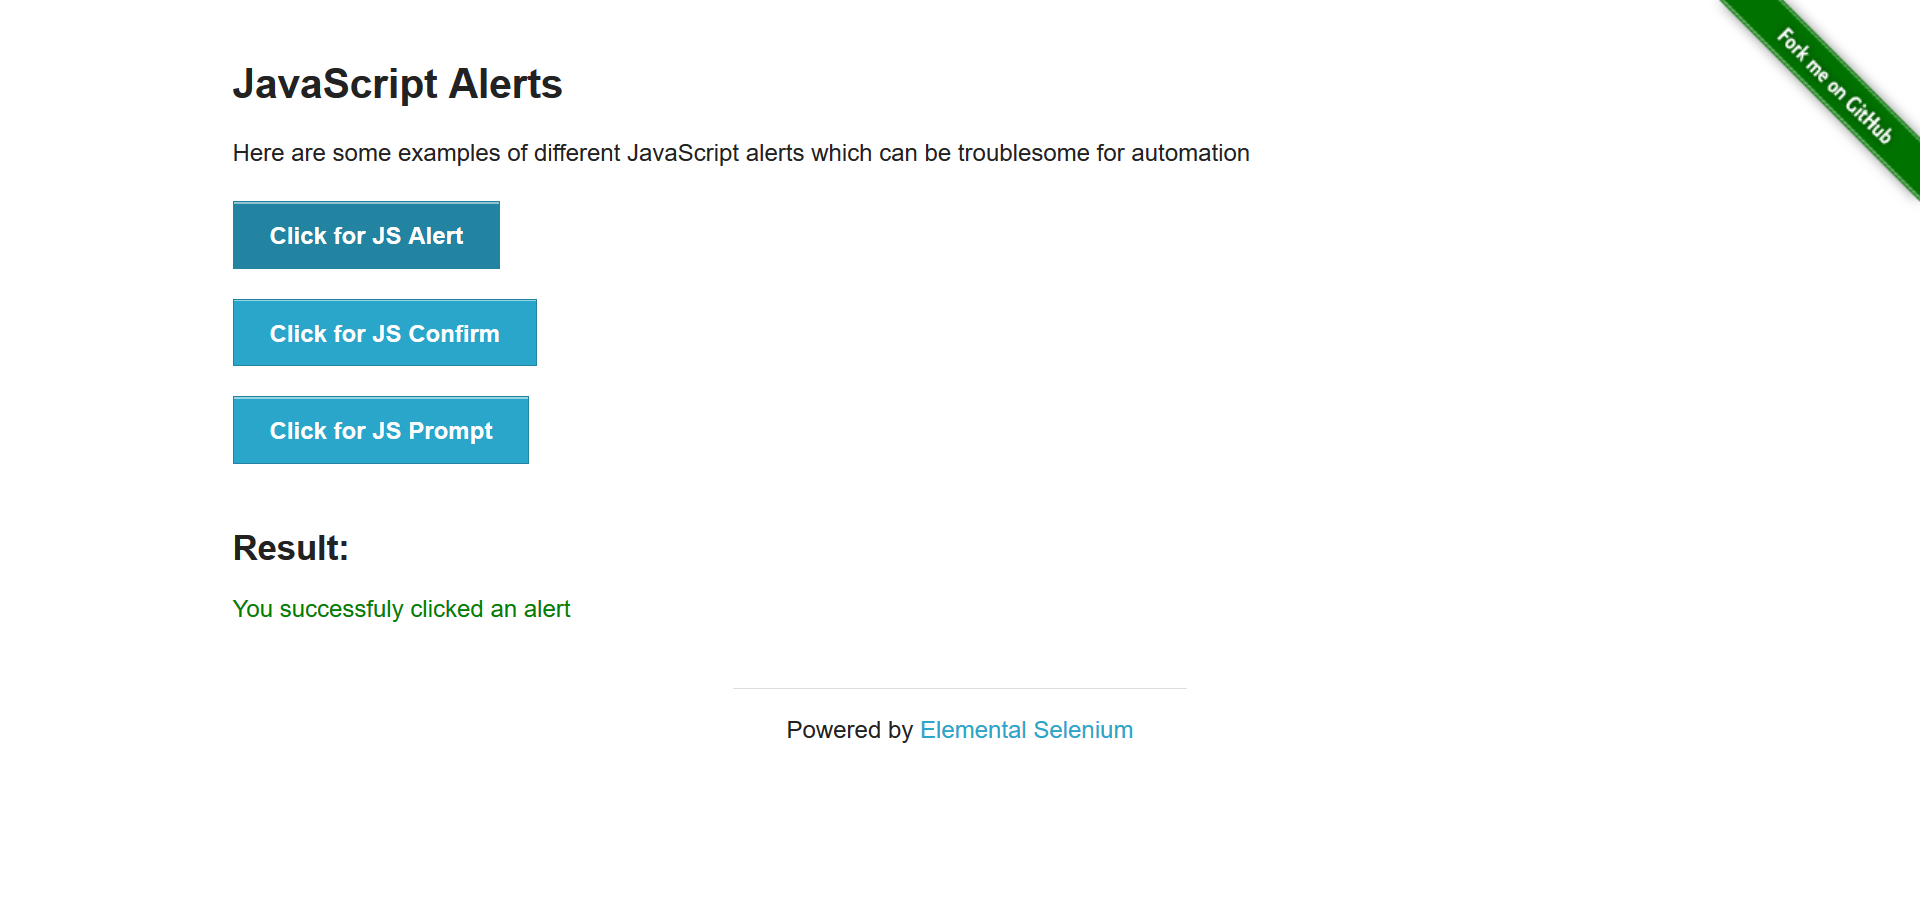 Fork me on GitHub
JavaScript Alerts
Here are some examples of different JavaScript alerts which can be troublesome for automation
Click for JS Alert
Click for JS Confirm
Click for JS Prompt
Result:
You successfuly clicked an alert
Powered by Elemental Selenium